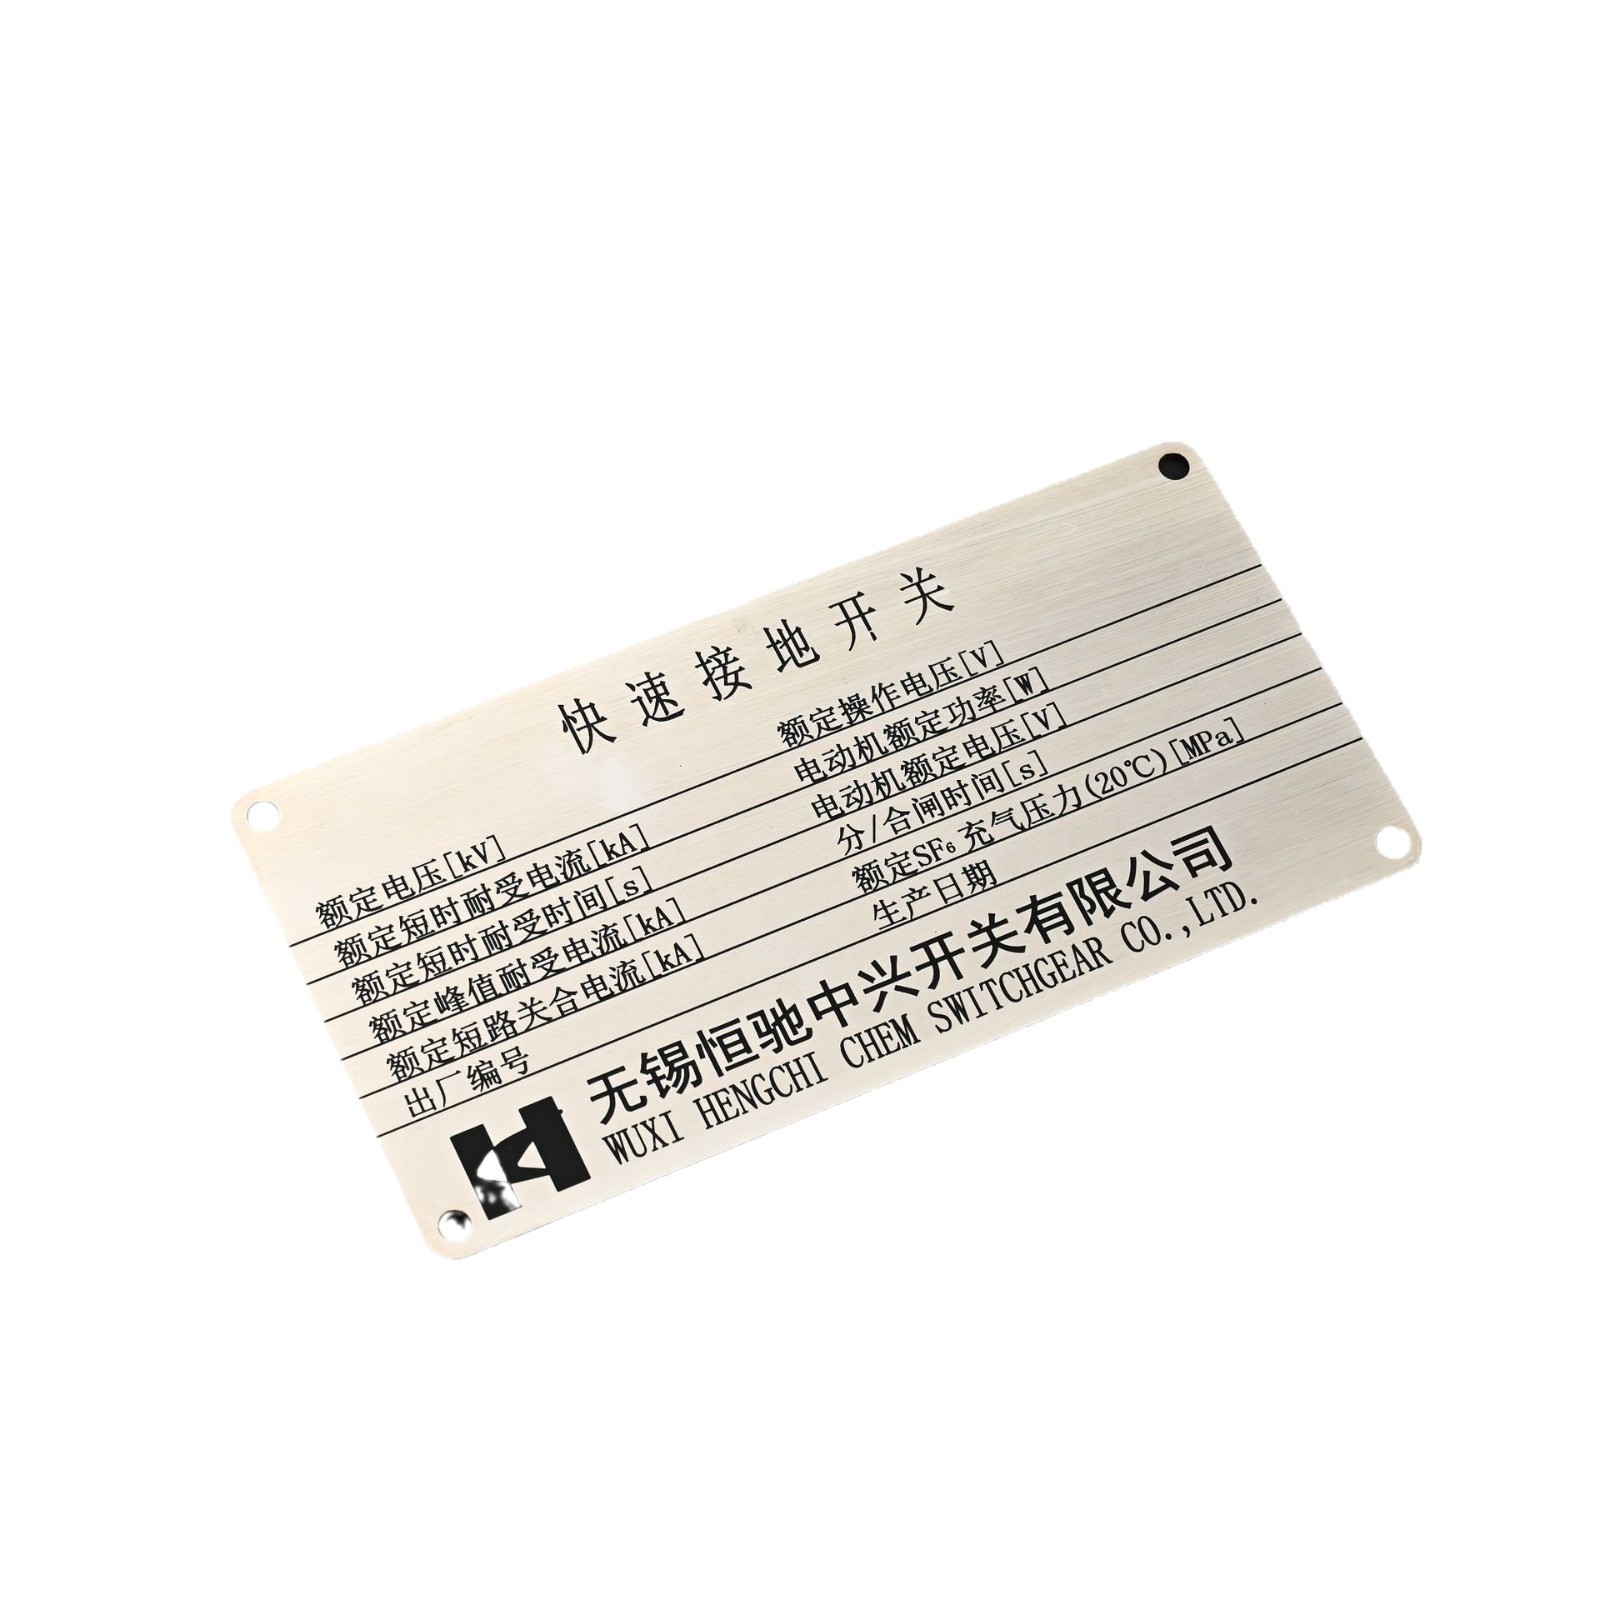 快速接地开关
额定电压[kV] 额定操作电压[V]
额定短时耐受电流[kA] 电动机额定功率[W]
额定短时耐受时间[s] 电动机额定电压[V]
额定峰值耐受电流[kA] 分/合闸时间[s]
额定短路关合电流[kA] 额定SF₆充气压力(20℃)[MPa]
出厂编号 生产日期
无锡恒驰中兴开关有限公司
WUXI HENGCHI CHEM SWITCHGEAR CO.,LTD.